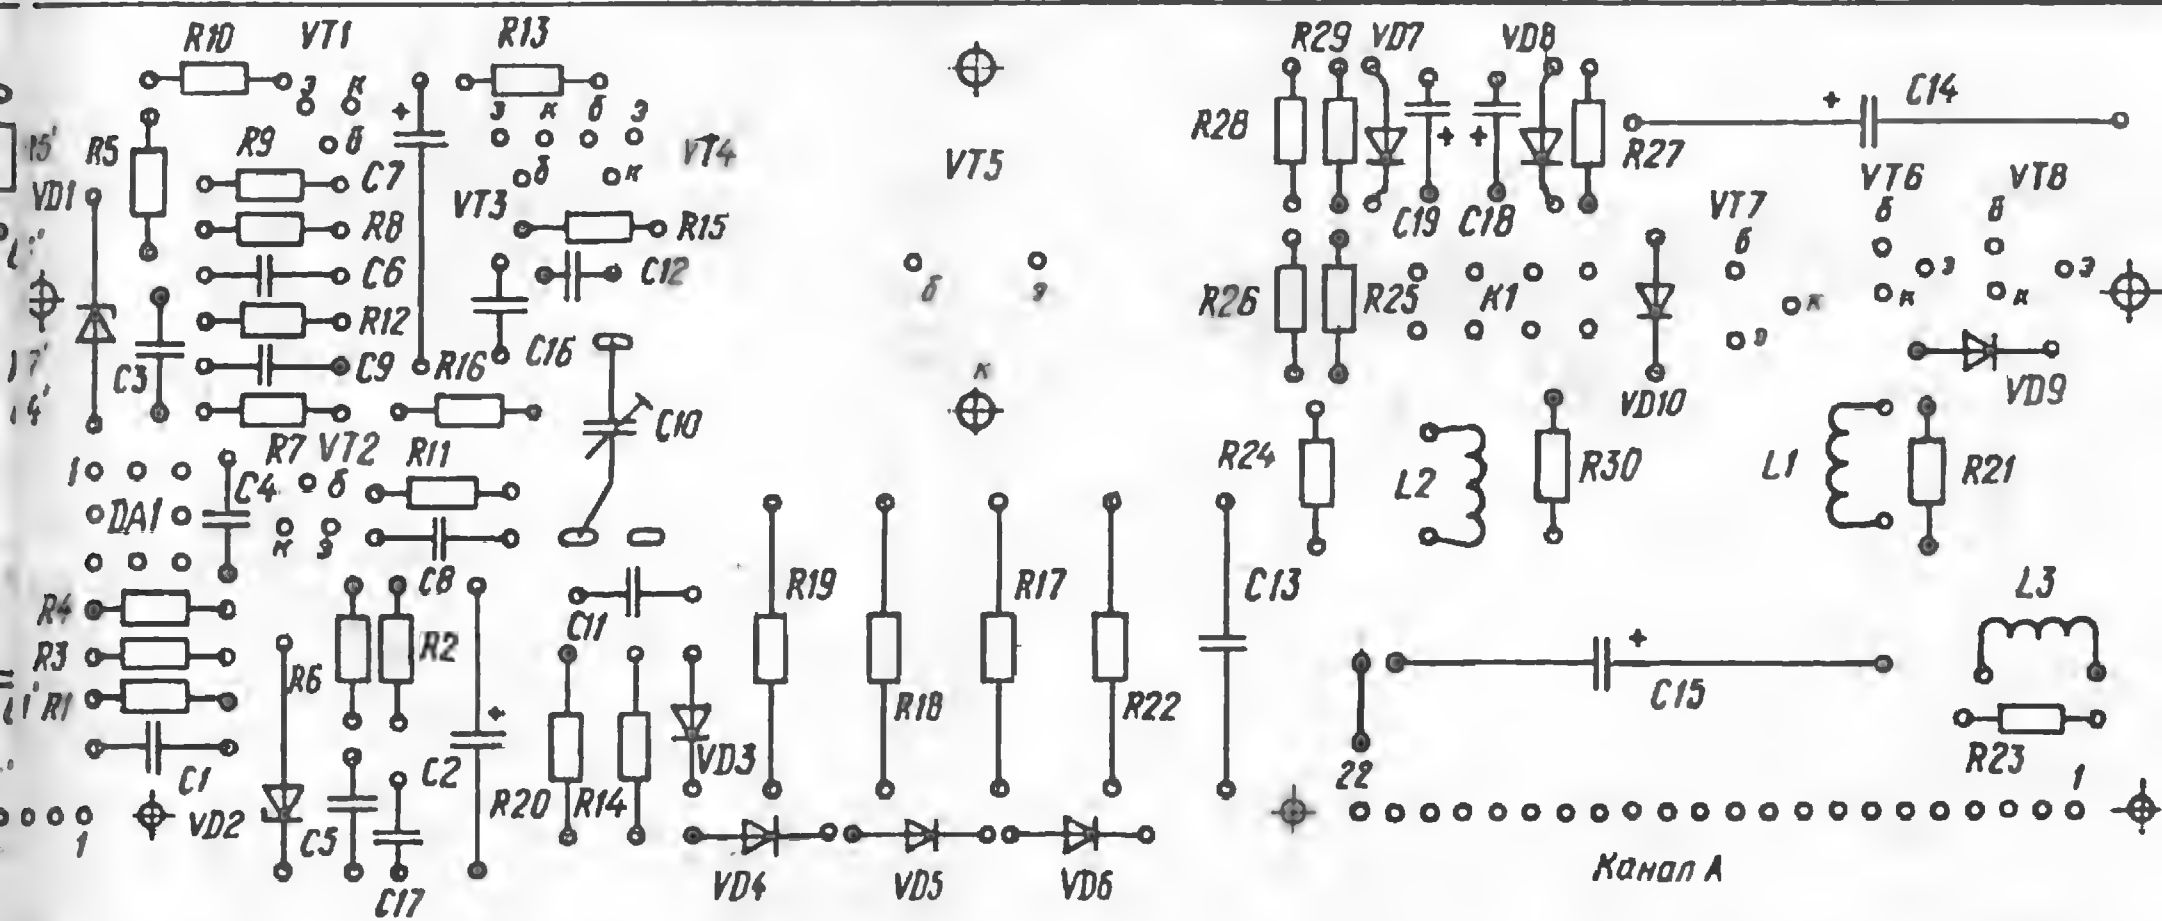 R10 VT1 R13 R29 VD7 VD8
C14
э к
+
э к б э
R28 + + R27
R5 R9 б VT4 VT5
VD1 C7 б к VT6 VT8
VT3 C19 C18 VT7 б б
R8 R15 б
C6 C12 б э э э
R26 R25 K1 к к к
R12 э
C3 C9 R16 C16 к VD9
VD10
C10
R7 VT2 R11 R24 L2 R30 L1 R21
1 C4 б
DA1
к э
C8 R19 R17 C13 L3
R4 C11
R3 R6 R2 +
R1 R18 R22 C15
+
C1 C2 VD3 22 R23 1
VD2 R20 R14
1 C5
VD4 VD5 VD6 Канал А
C17